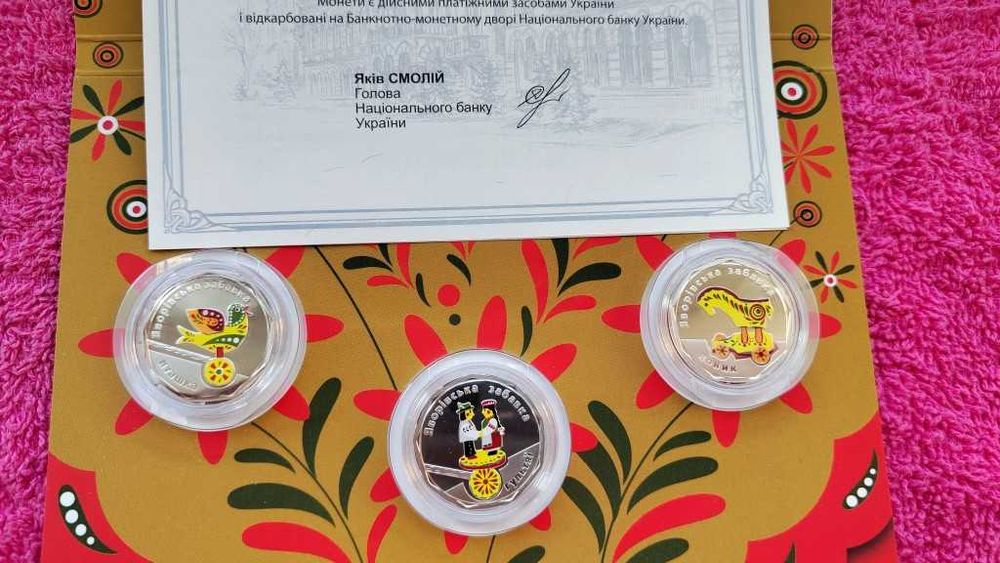 Монети є дійсними платіжними засобами України
і відкарбовані на Банкнотно-монетному дворі Національного банку України.
Яків СМОЛІЙ
Голова
Національного банку
України
Яворівська забавка
пташка
Яворівська забавка
Яворівська забавка
коник